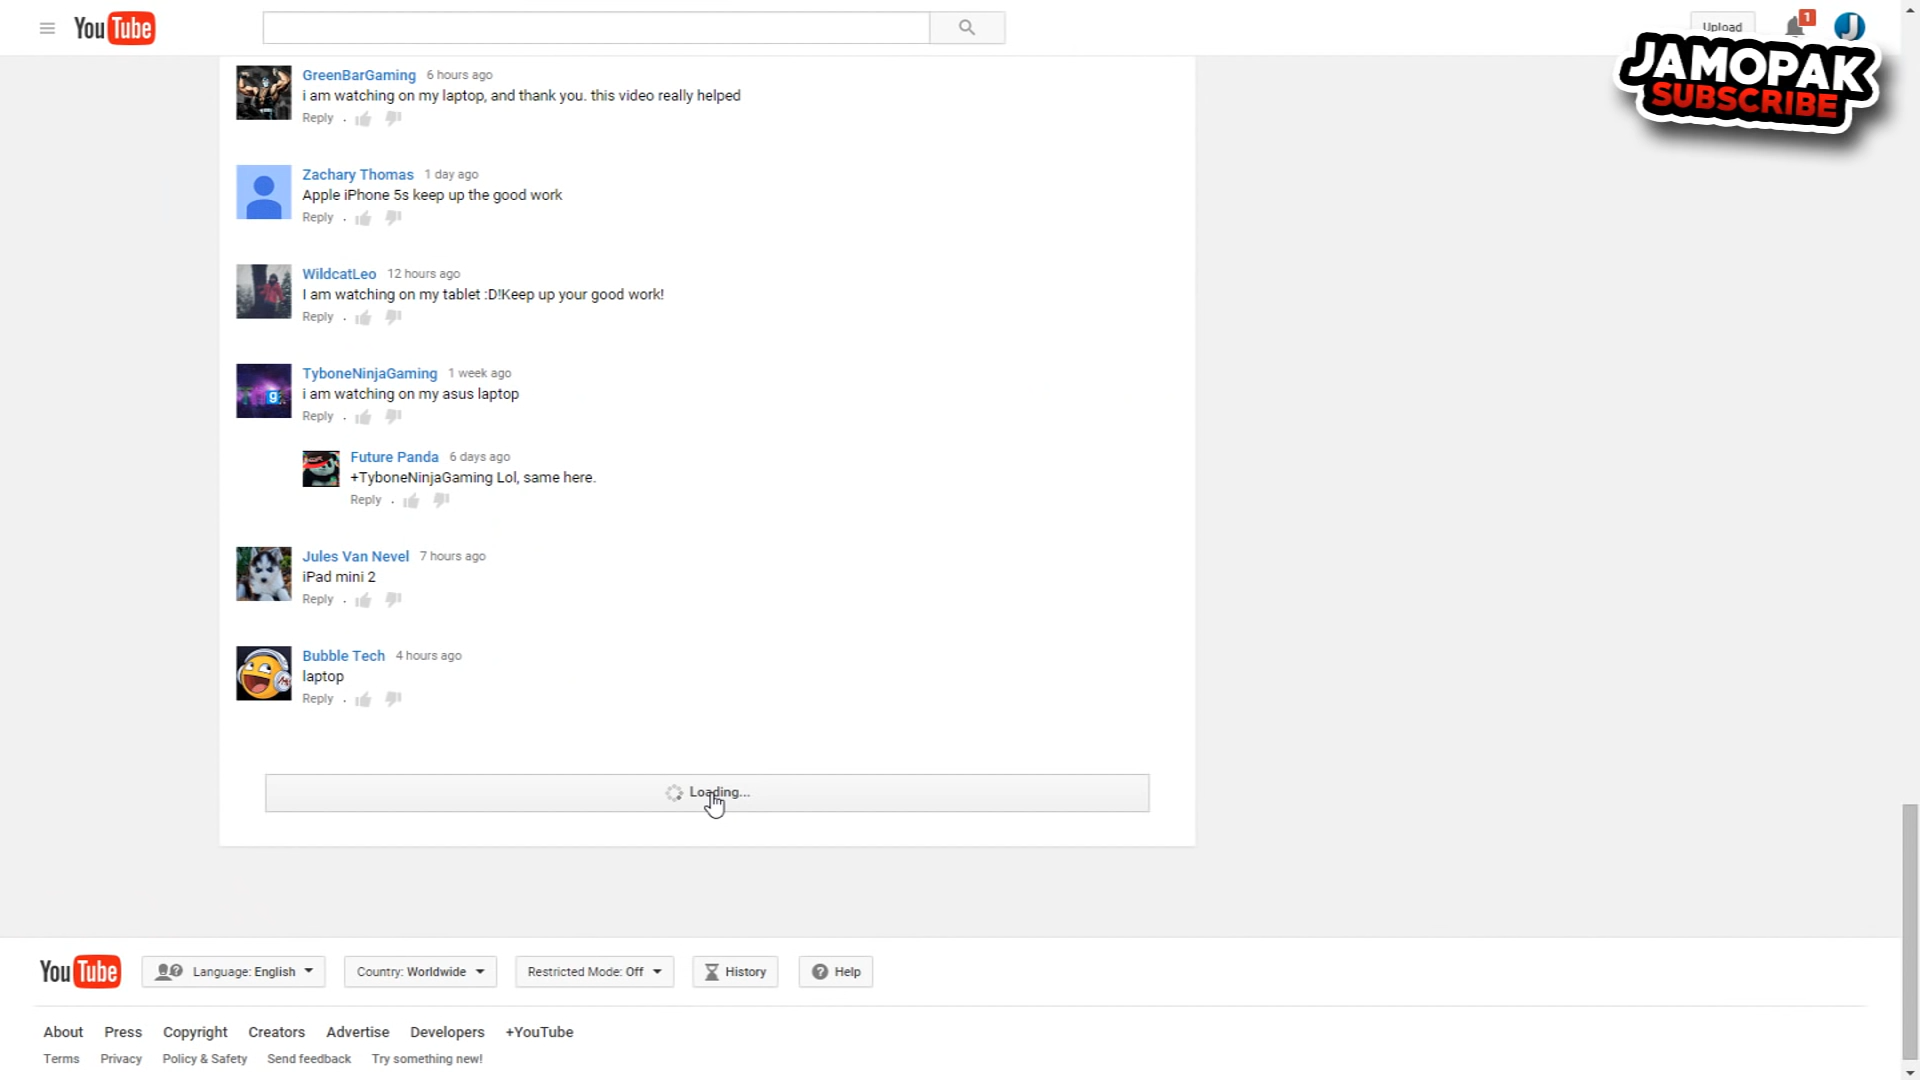 YouTube
Upload
1
J
JAMOPAK
SUBSCRIBE
GreenBarGaming 6 hours ago
i am watching on my laptop, and thank you. this video really helped
Reply .
Zachary Thomas 1 day ago
Apple iPhone 5s keep up the good work
Reply .
WildcatLeo 12 hours ago
I am watching on my tablet :D!Keep up your good work!
Reply .
TyboneNinjaGaming 1 week ago
i am watching on my asus laptop
Reply .
Future Panda 6 days ago
+TyboneNinjaGaming Lol, same here.
Reply .
Jules Van Nevel 7 hours ago
iPad mini 2
Reply .
Bubble Tech 4 hours ago
laptop
Reply .
Loading...
YouTube Language: English Country: Worldwide Restricted Mode: Off History Help
About Press Copyright Creators Advertise Developers +YouTube
Terms Privacy Policy & Safety Send feedback Try something new!